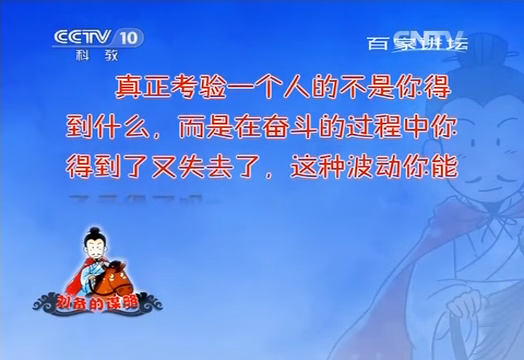 CCTV 10
科教
CNTV
百家讲坛
真正考验一个人的不是你得
到什么，而是在奋斗的过程中你
得到了又失去了，这种波动你能
刘备的谋略